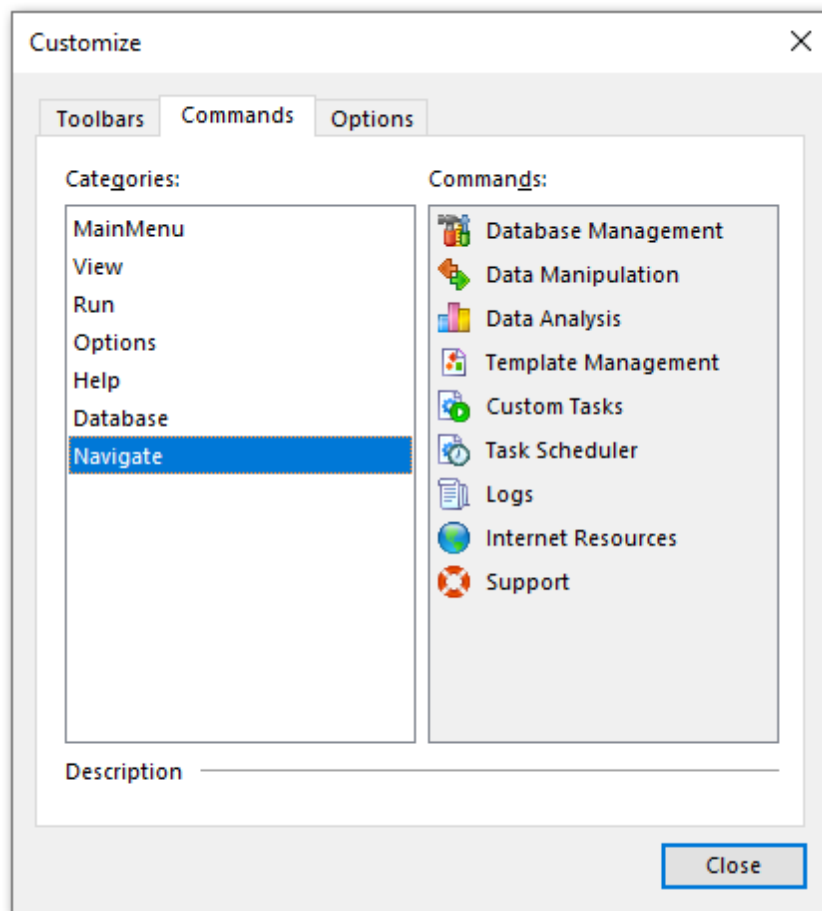 Customize
Toolbars
Commands
Options
Categories:
MainMenu
View
Run
Options
Help
Database
Navigate
Commands:
Database Management
Data Manipulation
Data Analysis
Template Management
Custom Tasks
Task Scheduler
Logs
Internet Resources
Support
Description
Close